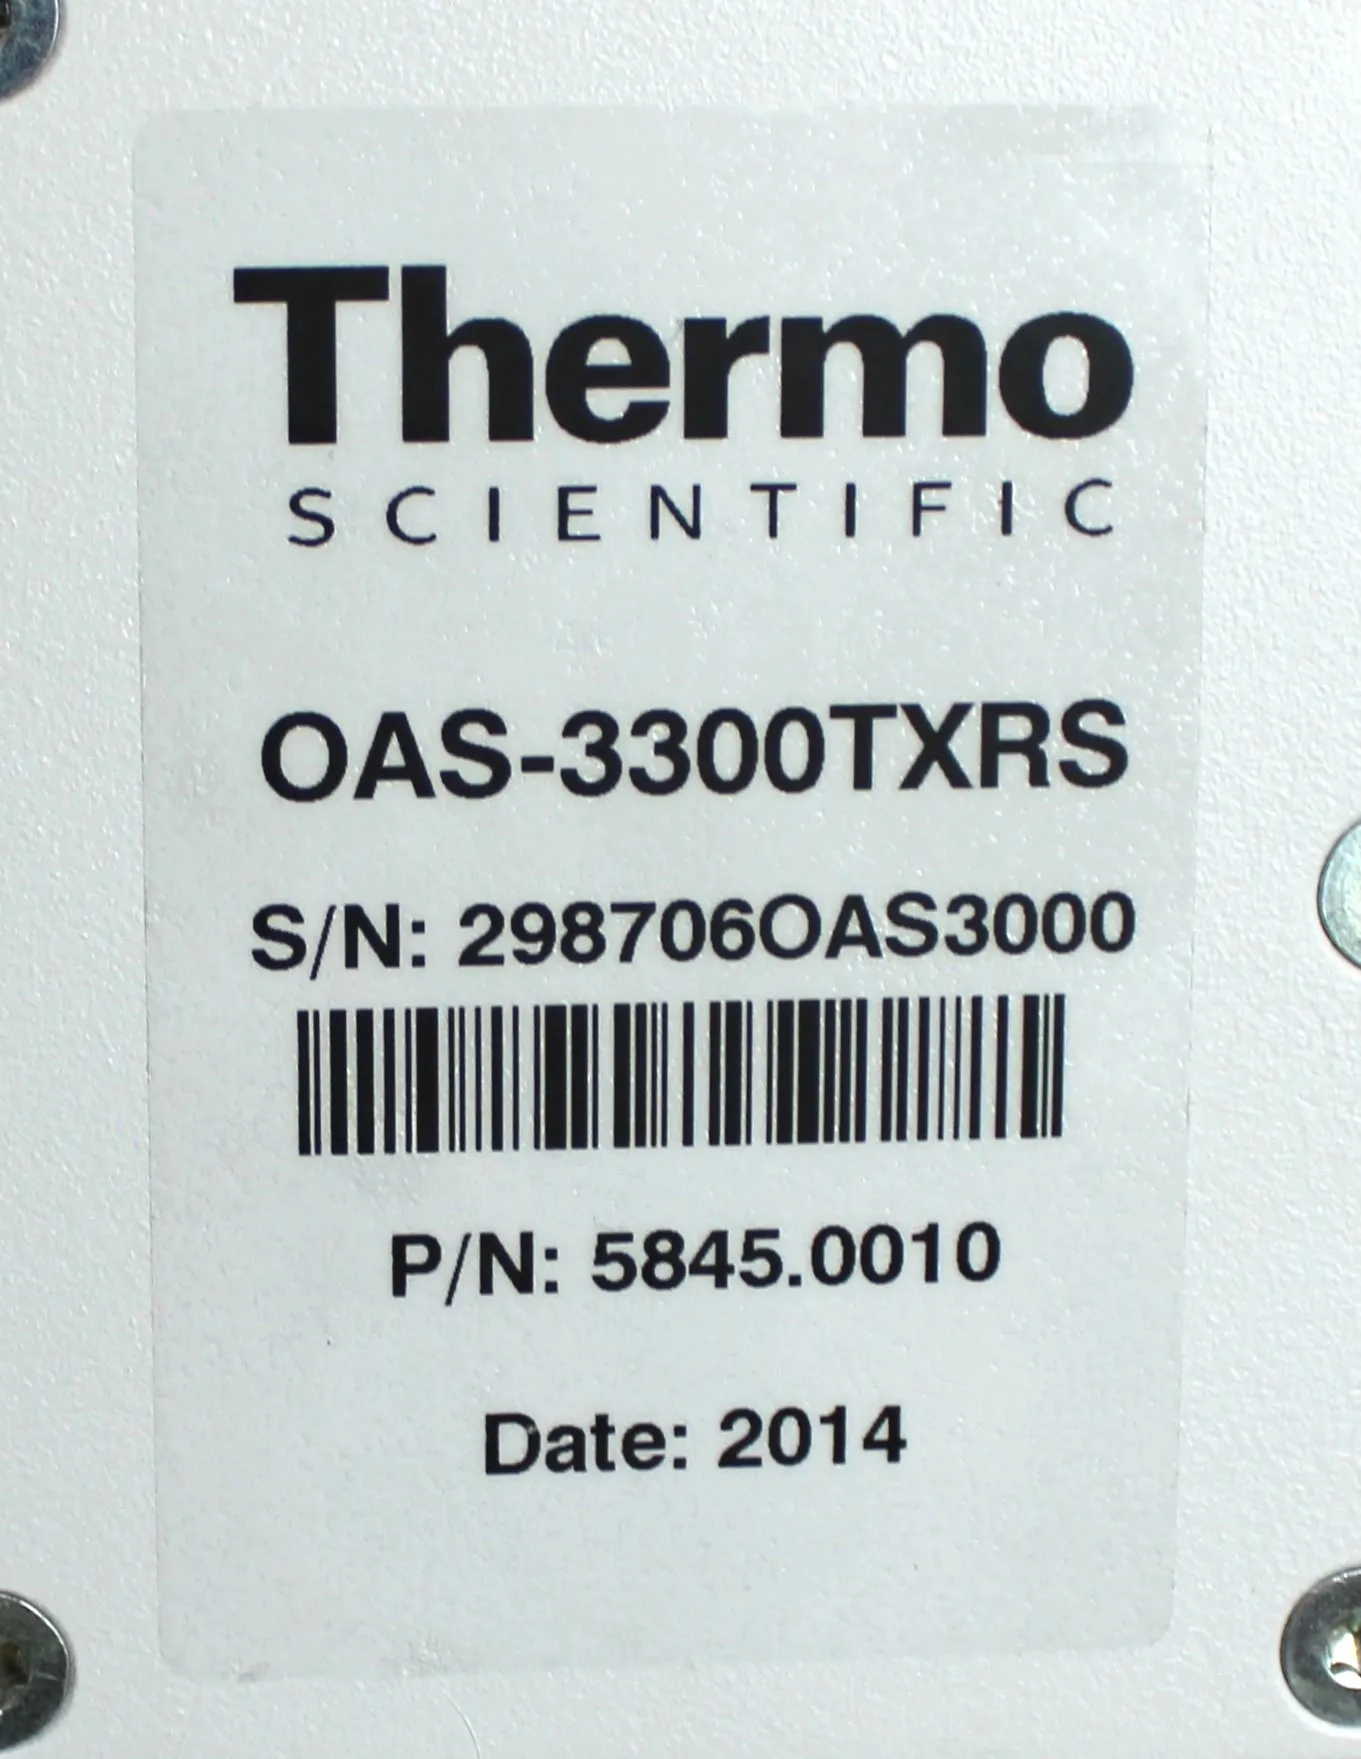 Thermo
SCIENTIFIC
OAS-3300TXRS
S/N: 298706OAS3000
P/N: 5845.0010
Date: 2014